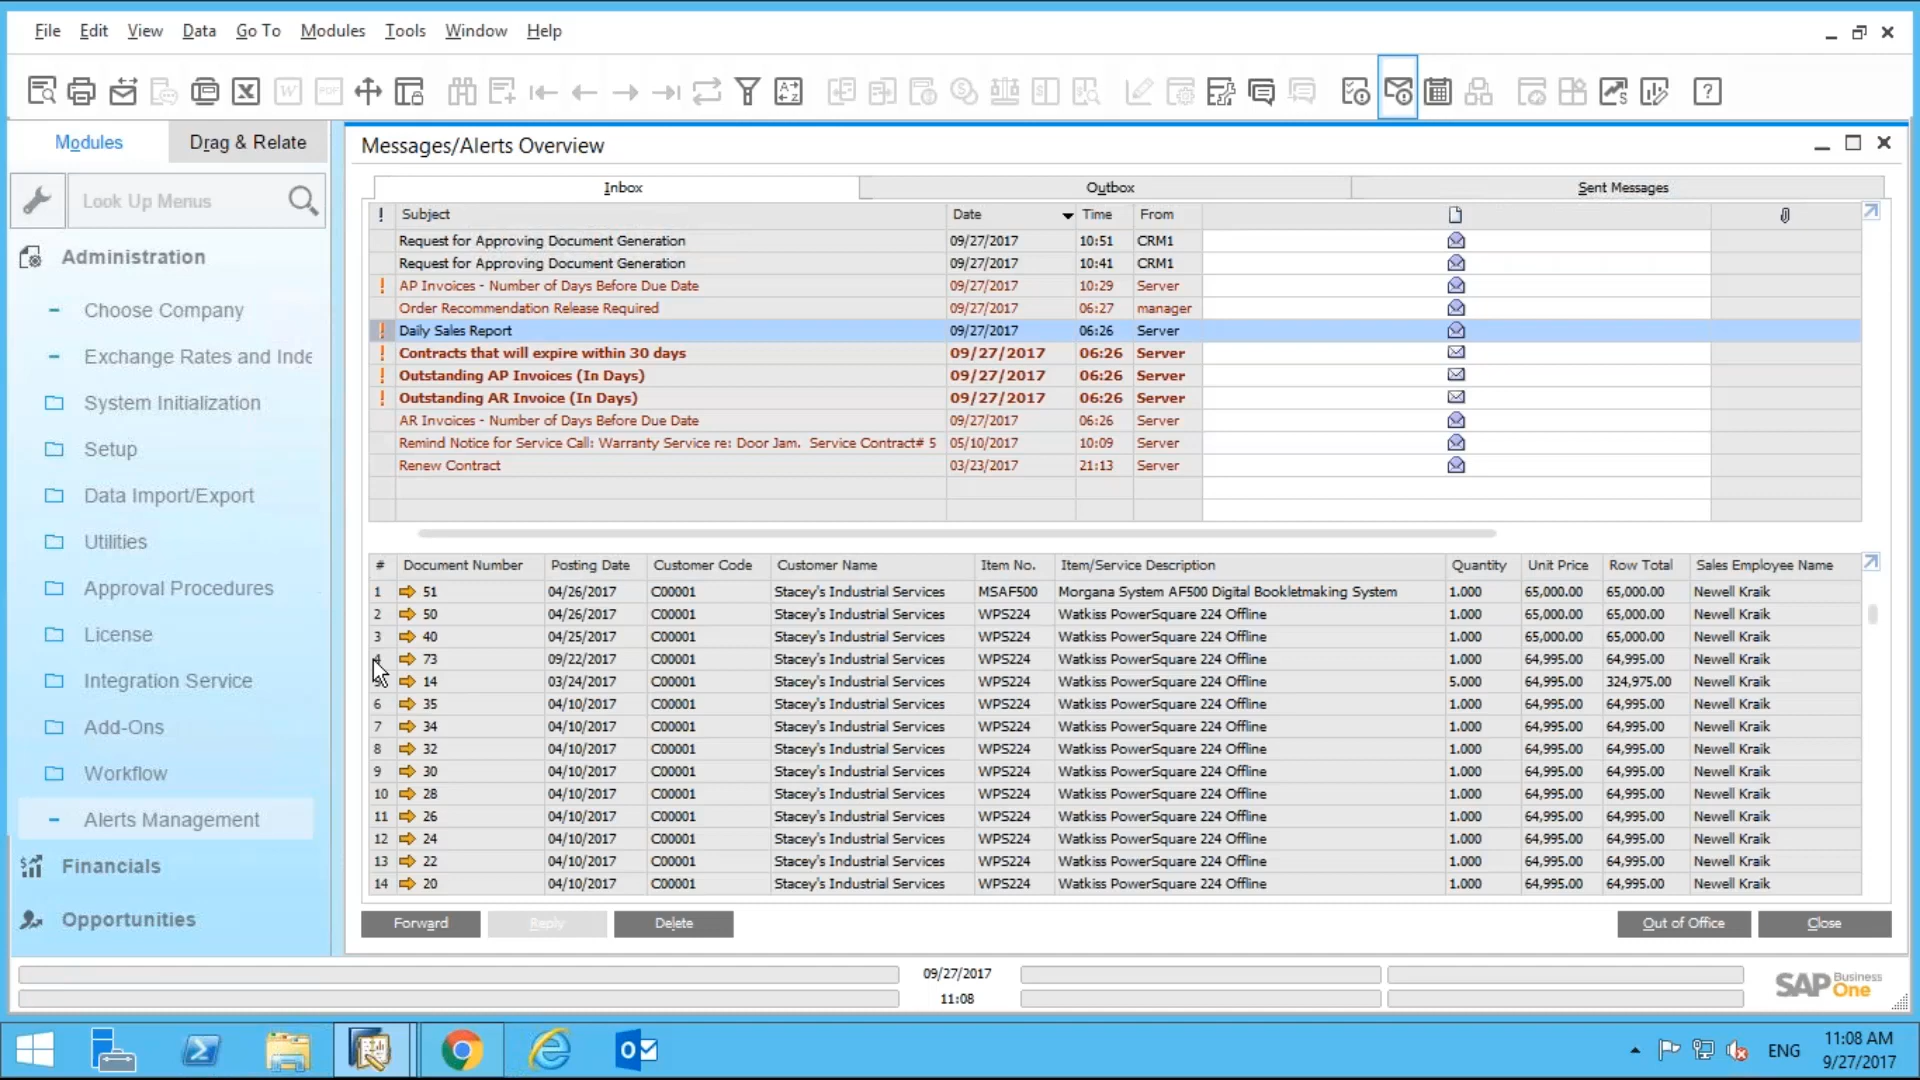 File Edit View Data Go To Modules Tools Window Help
Modules Drag & Relate
Look Up Menus
Administration
Choose Company
Exchange Rates and Inde
System Initialization
Setup
Data Import/Export
Utilities
Approval Procedures
License
Integration Service
Add-Ons
Workflow
Alerts Management
Financials
Opportunities
Messages/Alerts Overview
Inbox Outbox Sent Messages
! Subject Date Time From
Request for Approving Document Generation 09/27/2017 10:51 CRM1
Request for Approving Document Generation 09/27/2017 10:41 CRM1
! AP Invoices - Number of Days Before Due Date 09/27/2017 10:29 Server
Order Recommendation Release Required 09/27/2017 06:27 manager
! Daily Sales Report 09/27/2017 06:26 Server
! Contracts that will expire within 30 days 09/27/2017 06:26 Server
! Outstanding AP Invoices (In Days) 09/27/2017 06:26 Server
! Outstanding AR Invoice (In Days) 09/27/2017 06:26 Server
AR Invoices - Number of Days Before Due Date 09/27/2017 06:26 Server
Remind Notice for Service Call: Warranty Service re: Door Jam. Service Contract# 5 05/10/2017 10:09 Server
Renew Contract 03/23/2017 21:13 Server
# Document Number Posting Date Customer Code Customer Name Item No. Item/Service Description Quantity Unit Price Row Total Sales Employee Name
1 51 04/26/2017 C00001 Stacey's Industrial Services MSAF500 Morgana System AF500 Digital Bookletmaking System 1.000 65,000.00 65,000.00 Newell Kraik
2 50 04/26/2017 C00001 Stacey's Industrial Services WPS224 Watkiss PowerSquare 224 Offline 1.000 65,000.00 65,000.00 Newell Kraik
3 40 04/25/2017 C00001 Stacey's Industrial Services WPS224 Watkiss PowerSquare 224 Offline 1.000 65,000.00 65,000.00 Newell Kraik
73 09/22/2017 C00001 Stacey's Industrial Services WPS224 Watkiss PowerSquare 224 Offline 1.000 64,995.00 64,995.00 Newell Kraik
14 03/24/2017 C00001 Stacey's Industrial Services WPS224 Watkiss PowerSquare 224 Offline 5.000 64,995.00 324,975.00 Newell Kraik
6 35 04/10/2017 C00001 Stacey's Industrial Services WPS224 Watkiss PowerSquare 224 Offline 1.000 64,995.00 64,995.00 Newell Kraik
7 34 04/10/2017 C00001 Stacey's Industrial Services WPS224 Watkiss PowerSquare 224 Offline 1.000 64,995.00 64,995.00 Newell Kraik
8 32 04/10/2017 C00001 Stacey's Industrial Services WPS224 Watkiss PowerSquare 224 Offline 1.000 64,995.00 64,995.00 Newell Kraik
9 30 04/10/2017 C00001 Stacey's Industrial Services WPS224 Watkiss PowerSquare 224 Offline 1.000 64,995.00 64,995.00 Newell Kraik
10 28 04/10/2017 C00001 Stacey's Industrial Services WPS224 Watkiss PowerSquare 224 Offline 1.000 64,995.00 64,995.00 Newell Kraik
11 26 04/10/2017 C00001 Stacey's Industrial Services WPS224 Watkiss PowerSquare 224 Offline 1.000 64,995.00 64,995.00 Newell Kraik
12 24 04/10/2017 C00001 Stacey's Industrial Services WPS224 Watkiss PowerSquare 224 Offline 1.000 64,995.00 64,995.00 Newell Kraik
13 22 04/10/2017 C00001 Stacey's Industrial Services WPS224 Watkiss PowerSquare 224 Offline 1.000 64,995.00 64,995.00 Newell Kraik
14 20 04/10/2017 C00001 Stacey's Industrial Services WPS224 Watkiss PowerSquare 224 Offline 1.000 64,995.00 64,995.00 Newell Kraik
Forward Reply Delete Out of Office Close
09/27/2017
11:08
SAP Business One
ENG
11:08 AM
9/27/2017